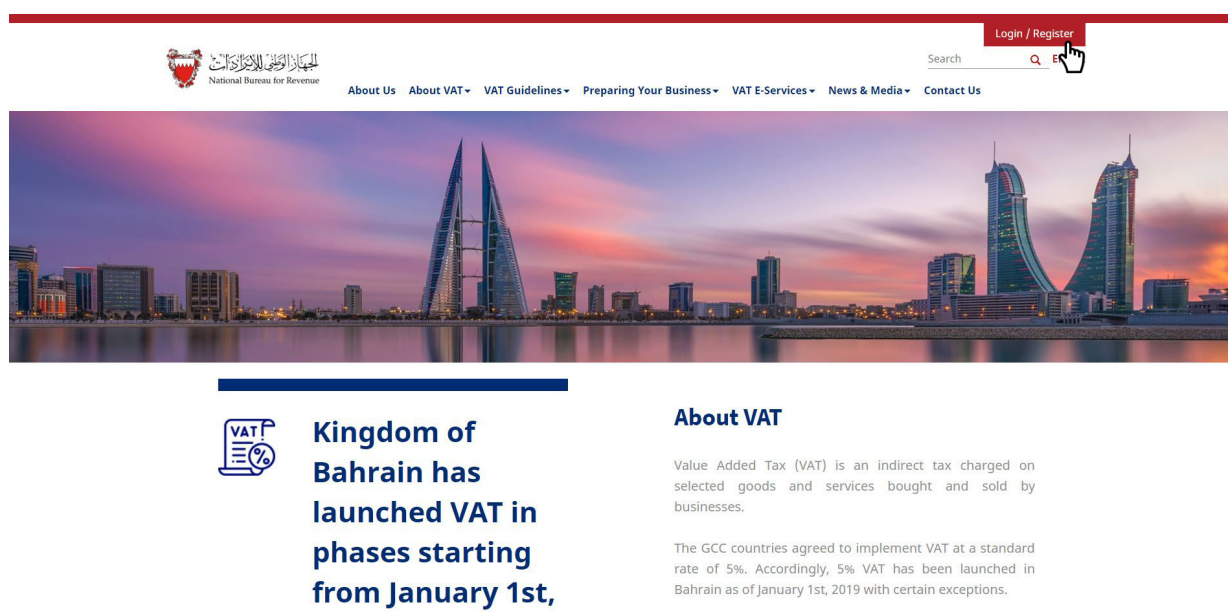 Login / Register
الجهاز الوطني للإيرادات
National Bureau for Revenue
Search
About Us About VAT VAT Guidelines Preparing Your Business VAT E-Services News & Media Contact Us
VAT
%
Kingdom of
Bahrain has
launched VAT in
phases starting
from January 1st,
About VAT
Value Added Tax (VAT) is an indirect tax charged on
selected goods and services bought and sold by
businesses.
The GCC countries agreed to implement VAT at a standard
rate of 5%. Accordingly, 5% VAT has been launched in
Bahrain as of January 1st, 2019 with certain exceptions.